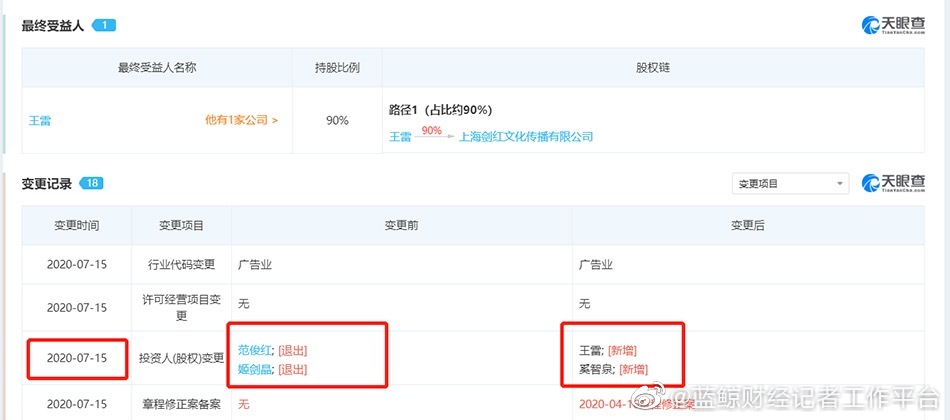 最终受益人 1
天眼查
TianYanCha.com
最终受益人名称 持股比例 股权链
王雷 他有1家公司 > 90% 路径1（占比约90%）
王雷 90% 上海剑红文化传播有限公司
变更记录 18
变更项目
天眼查
TianYanCha.com
变更时间 变更项目 变更前 变更后
2020-07-15 行业代码变更 广告业 广告业
2020-07-15 许可经营项目变更 无 无
2020-07-15 投资人(股权)变更 范俊红; [退出] 王雷; [新增]
姬剑晶; [退出] 奚智泉; [新增]
2020-07-15 章程修正案备案 无 2020-04-13章程修正案
@蓝鲸财经记者工作平台